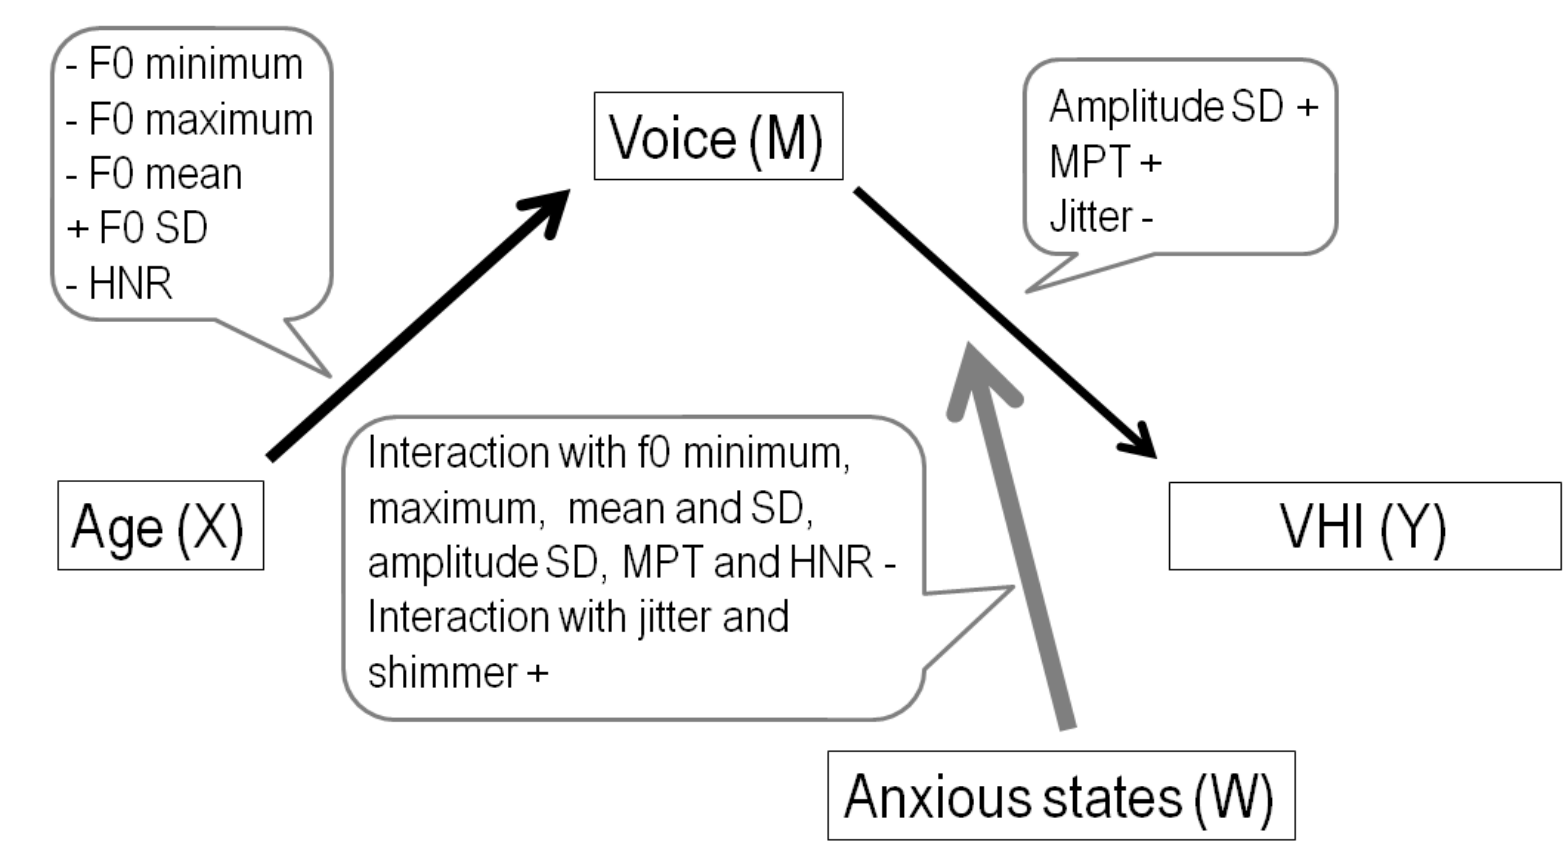 - F0 minimum
- F0 maximum
- F0 mean
+ F0 SD
- HNR
Voice (M)
Amplitude SD +
MPT +
Jitter -
Age (X)
Interaction with f0 minimum,
maximum, mean and SD,
amplitude SD, MPT and HNR -
Interaction with jitter and
shimmer +
VHI (Y)
Anxious states (W)